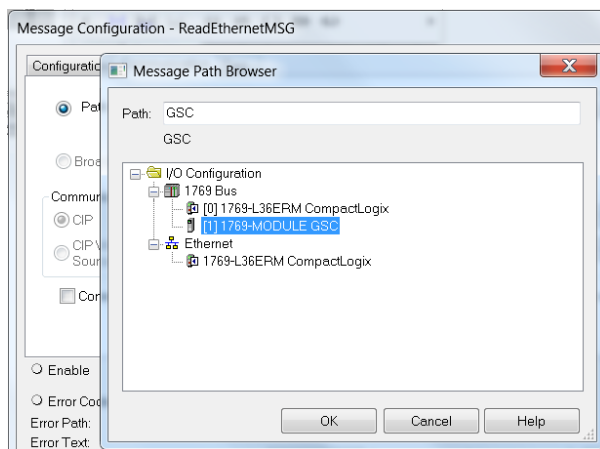 Message Configuration - ReadEthernetMSG
Configuratio
Message Path Browser
Pat
Path: GSC
GSC
Broa
I/O Configuration
1769 Bus
Commur
[0] 1769-L36ERM CompactLogix
CIP
[1] 1769-MODULE GSC
Ethernet
CIP V
Sour
1769-L36ERM CompactLogix
Con
Enable
Error Cod
OK Cancel Help
Error Path:
Error Text: